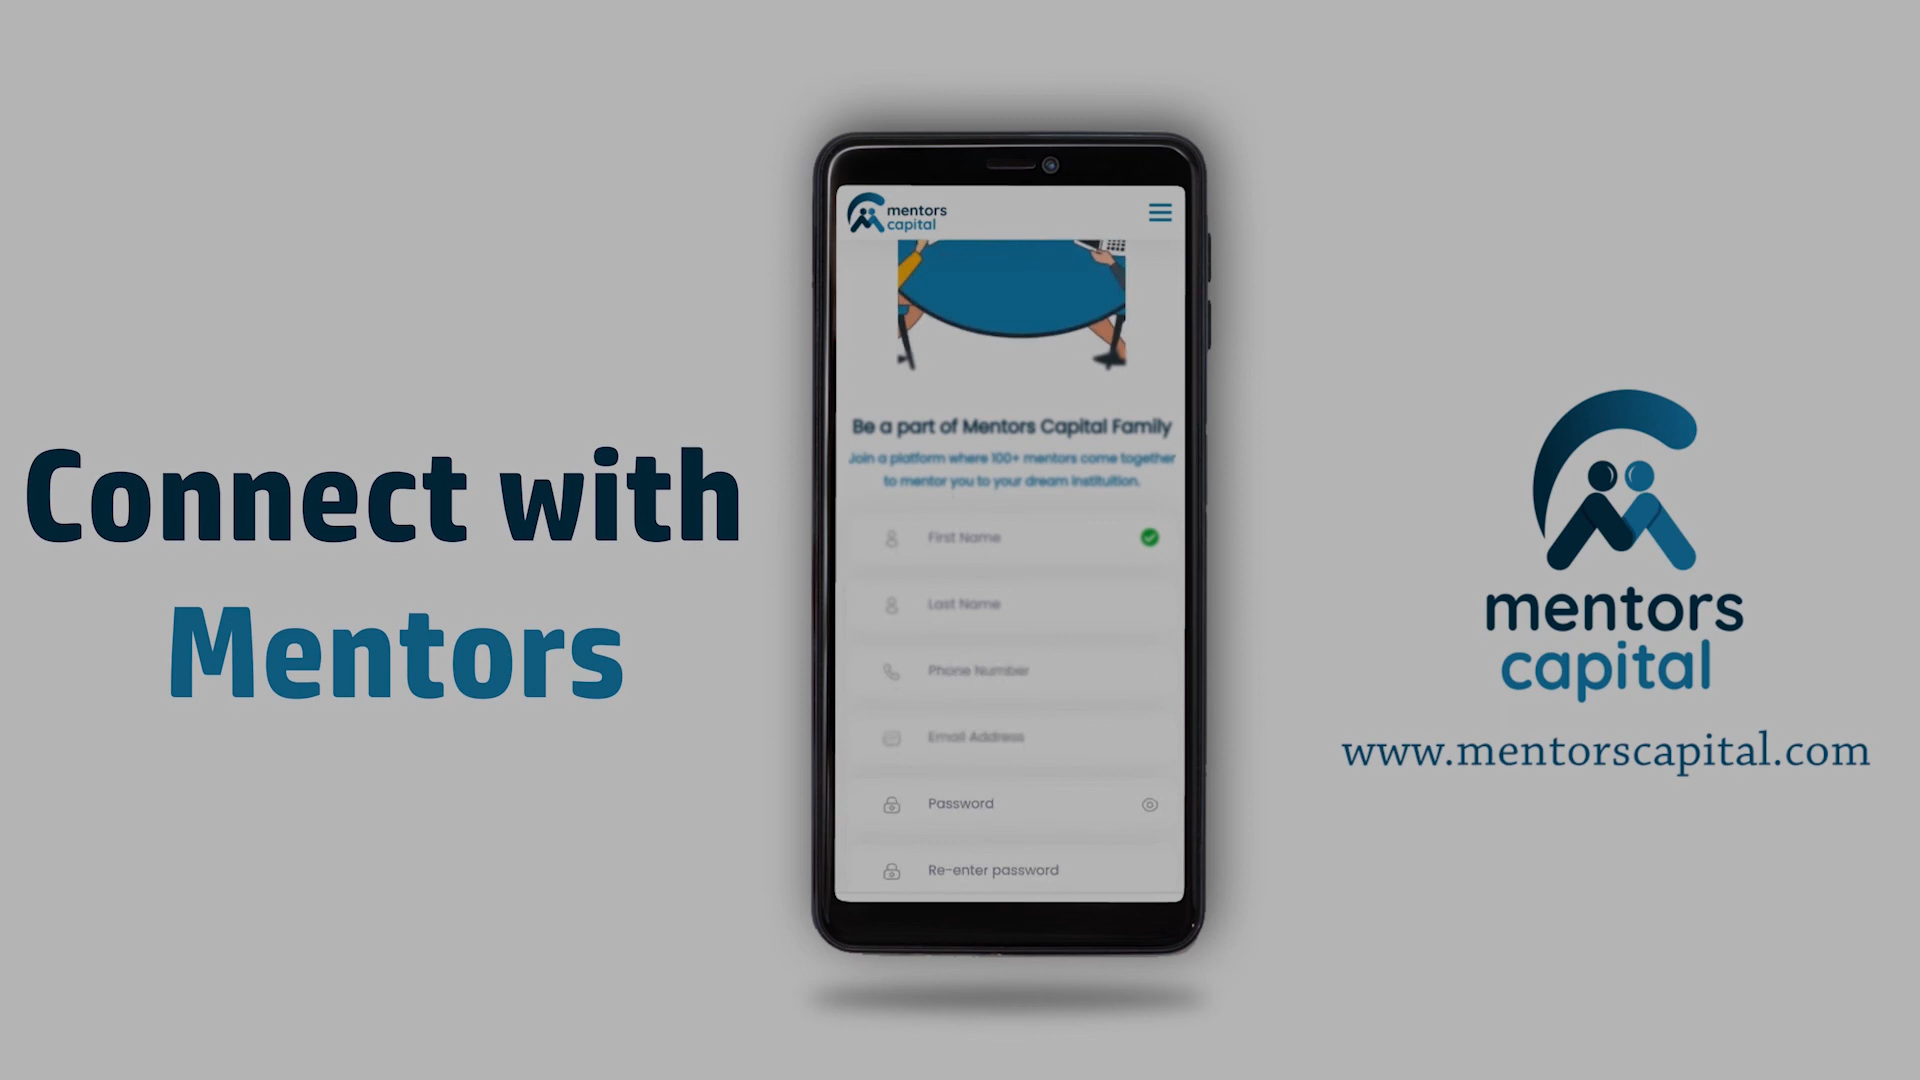 Connect with
Mentors
mentors
capital
Be a part of Mentors Capital Family
Join a platform where 100+ mentors come together
to mentor you to your dream instituition.
First Name
Last Name
Phone Number
Email Address
Password
Re-enter password
mentors
capital
www.mentorscapital.com